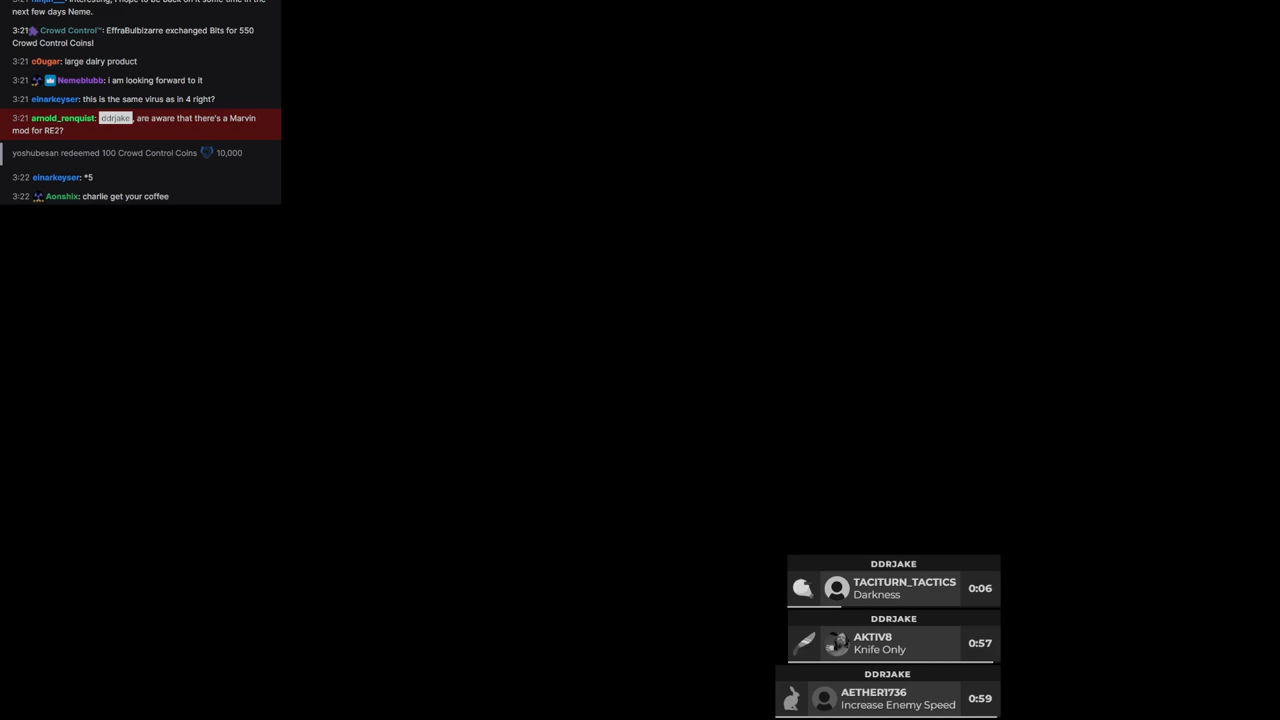 next few days Neme.
3:21 Crowd Control™: EffraBulbizarre exchanged Bits for 550
Crowd Control Coins!
3:21 c0ugar: large dairy product
3:21 Nemeblubb: i am looking forward to it
3:21 einarkeyser: this is the same virus as in 4 right?
3:21 arnold_renquist: ddrjake, are aware that there's a Marvin
mod for RE2?
yoshubesan redeemed 100 Crowd Control Coins 10,000
3:22 einarkeyser: *5
3:22 Aonshix: charlie get your coffee
DDRJAKE
TACITURN_TACTICS
Darkness
0:06
DDRJAKE
AKTIV8
Knife Only
0:57
DDRJAKE
AETHER1736
Increase Enemy Speed
0:59